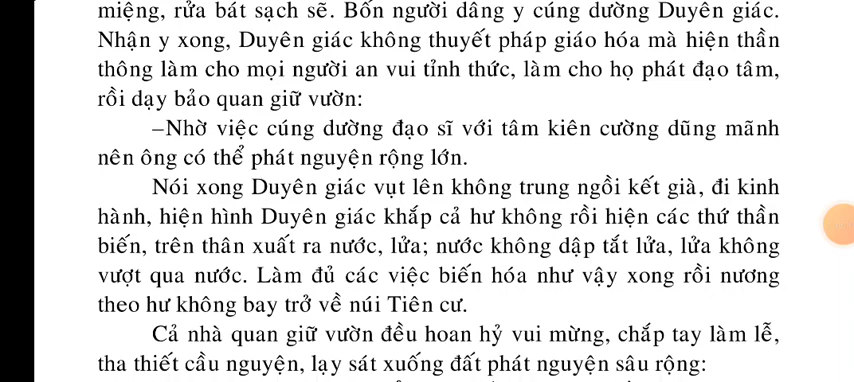 miệng, rửa bát sạch sẽ. Bốn người dâng y cúng dường Duyên giác.
Nhận y xong, Duyên giác không thuyết pháp giáo hóa mà hiện thần
thông làm cho mọi người an vui tỉnh thức, làm cho họ phát đạo tâm,
rồi dạy bảo quan giữ vườn:
–Nhờ việc cúng dường đạo sĩ với tâm kiên cường dũng mãnh
nên ông có thể phát nguyện rộng lớn.
Nói xong Duyên giác vụt lên không trung ngồi kết già, đi kinh
hành, hiện hình Duyên giác khắp cả hư không rồi hiện các thứ thần
biến, trên thân xuất ra nước, lửa; nước không dập tắt lửa, lửa không
vượt qua nước. Làm đủ các việc biến hóa như vậy xong rồi nương
theo hư không bay trở về núi Tiên cư.
Cả nhà quan giữ vườn đều hoan hỷ vui mừng, chắp tay làm lễ,
tha thiết cầu nguyện, lạy sát xuống đất phát nguyện sâu rộng: